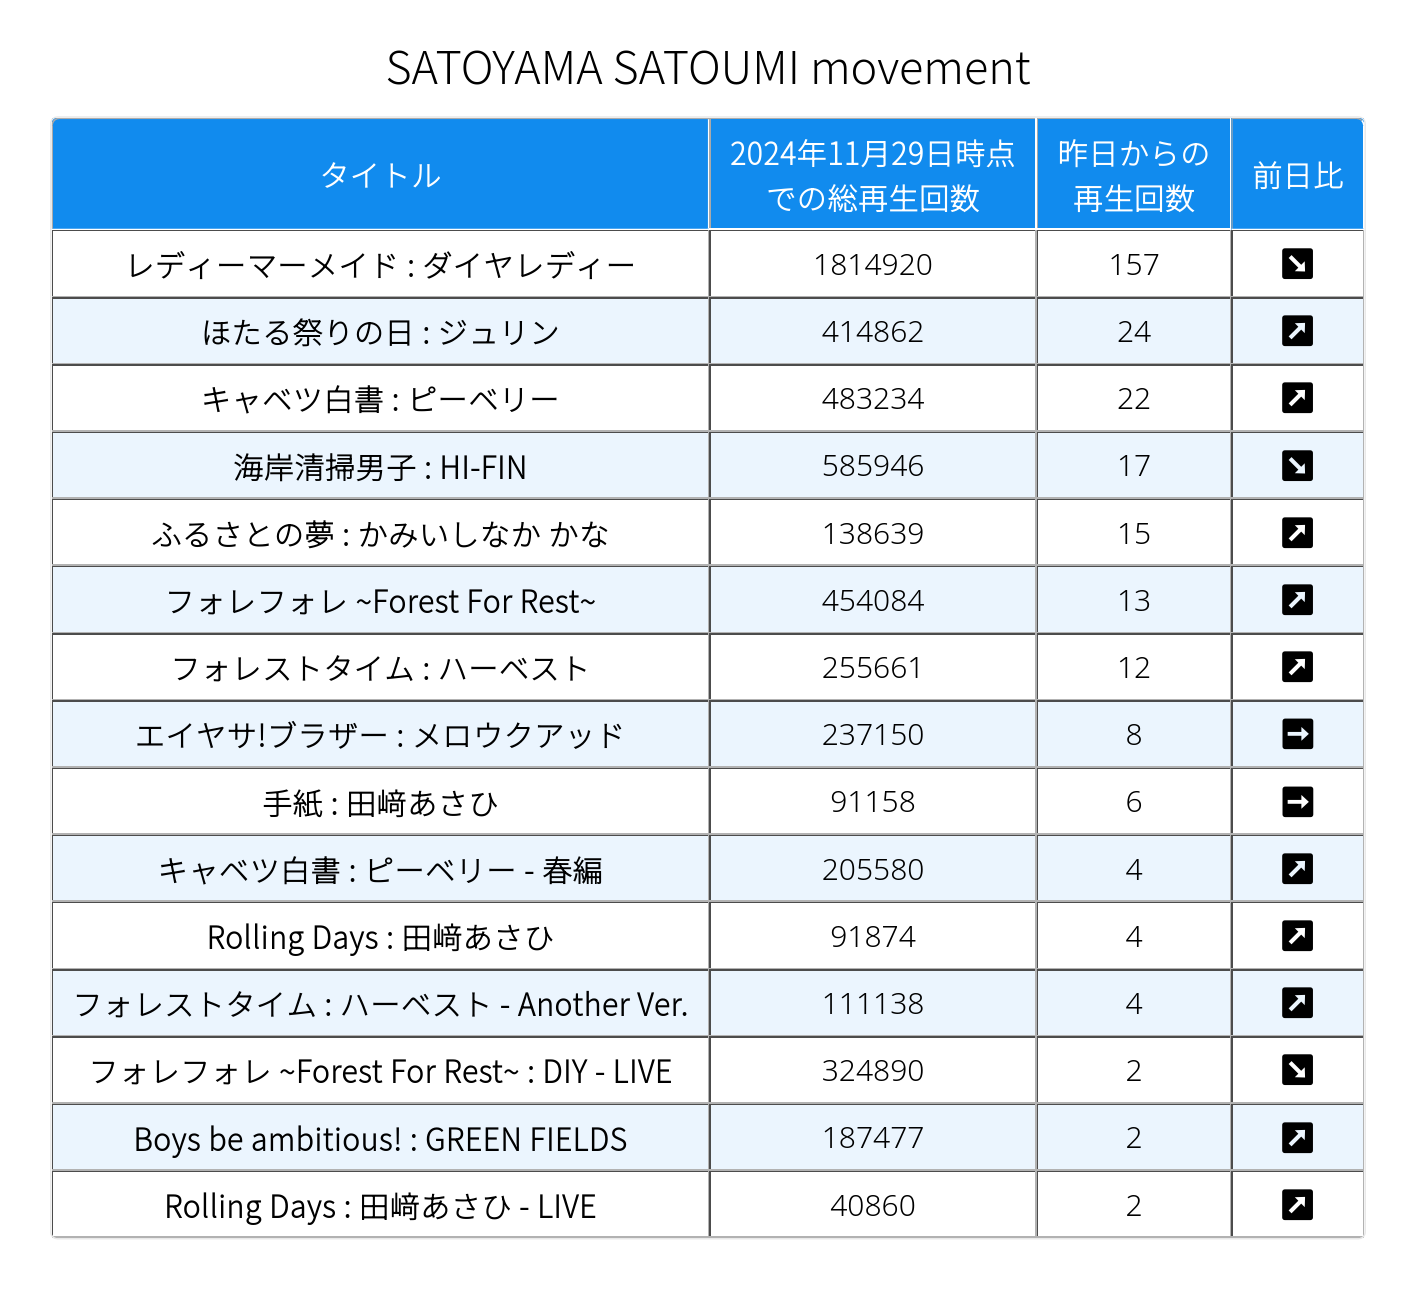 SATOYAMA SATOUMI movement
タイトル
2024年11月29日時点
での総再生回数
昨日からの
再生回数
前日比
レディーマーメイド : ダイヤレディー 1814920 157 ↘
ほたる祭りの日 : ジュリン 414862 24 ↗
キャベツ白書 : ピーベリー 483234 22 ↗
海岸清掃男子 : HI-FIN 585946 17 ↘
ふるさとの夢 : かみいしなか かな 138639 15 ↗
フォレフォレ ~Forest For Rest~ 454084 13 ↗
フォレストタイム : ハーベスト 255661 12 ↗
エイヤサ!ブラザー : メロウクアッド 237150 8 →
手紙 : 田﨑あさひ 91158 6 →
キャベツ白書 : ピーベリー - 春編 205580 4 ↗
Rolling Days : 田﨑あさひ 91874 4 ↗
フォレストタイム : ハーベスト - Another Ver. 111138 4 ↗
フォレフォレ ~Forest For Rest~ : DIY - LIVE 324890 2 ↘
Boys be ambitious! : GREEN FIELDS 187477 2 ↗
Rolling Days : 田﨑あさひ - LIVE 40860 2 ↗